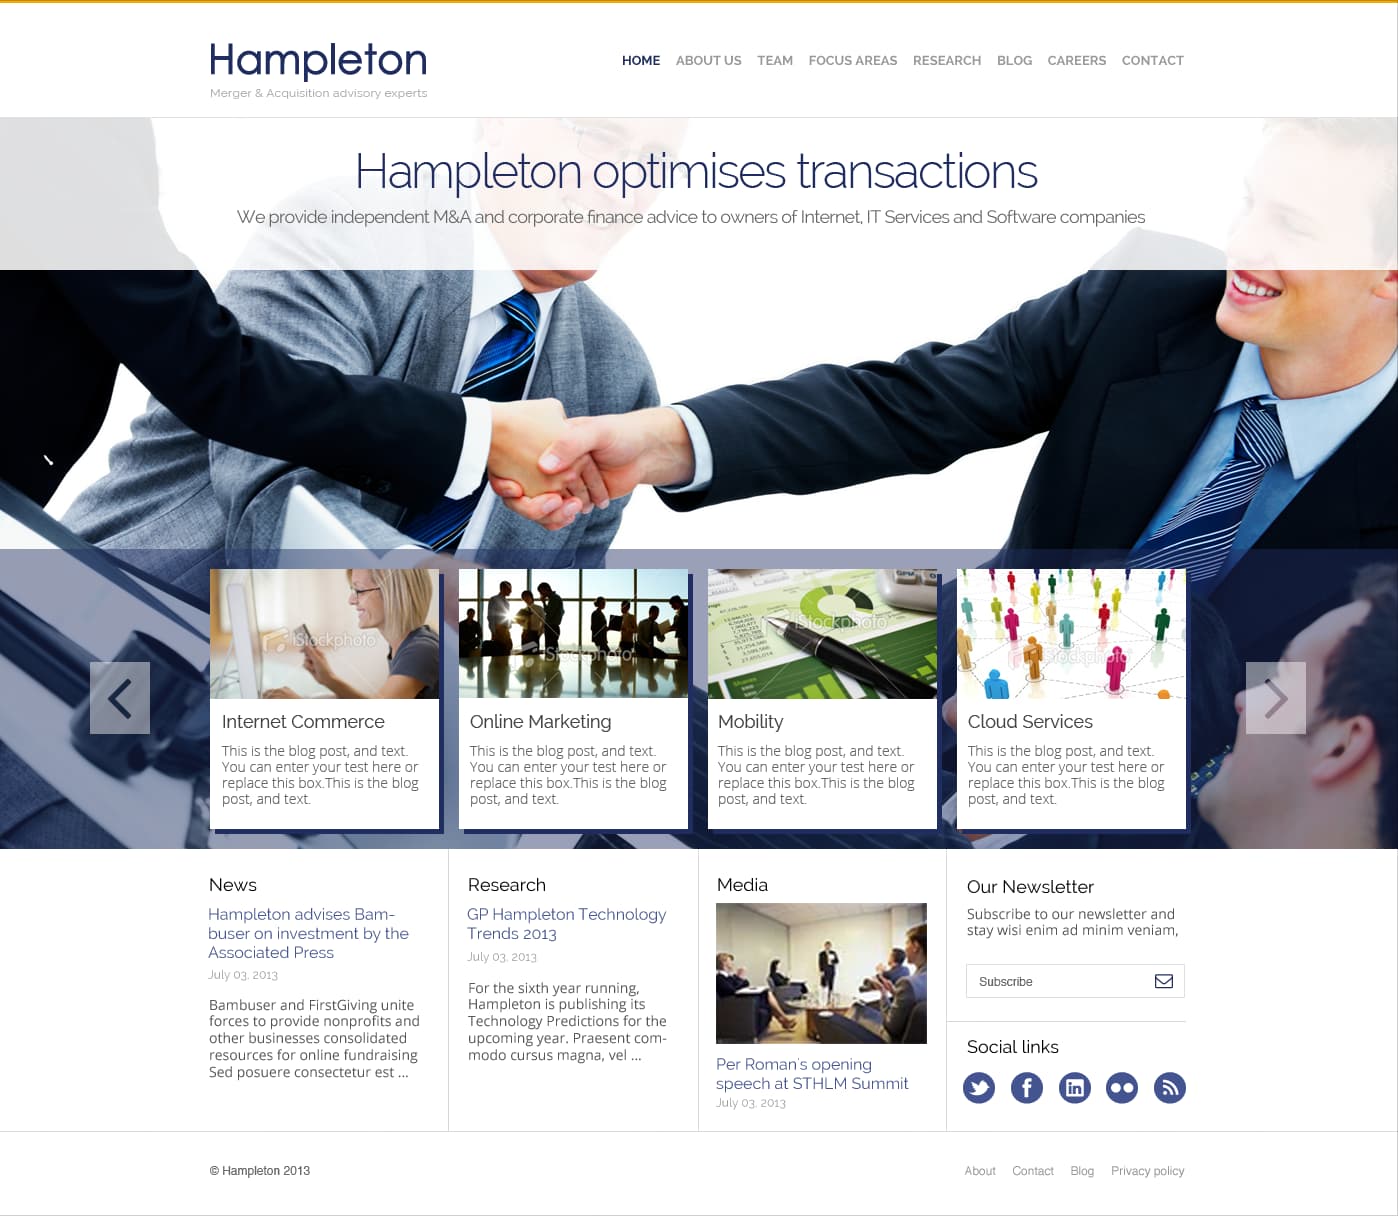 Hampleton
Merger & Acquisition advisory experts
HOME ABOUT US TEAM FOCUS AREAS RESEARCH BLOG CAREERS CONTACT
Hampleton optimises transactions
We provide independent M&A and corporate finance advice to owners of Internet, IT Services and Software companies
iStockphoto
iStockphoto
iStockphoto
Internet Commerce
This is the blog post, and text.
You can enter your test here or
replace this box.This is the blog
post, and text.
Online Marketing
This is the blog post, and text.
You can enter your test here or
replace this box.This is the blog
post, and text.
Mobility
This is the blog post, and text.
You can enter your test here or
replace this box.This is the blog
post, and text.
Cloud Services
This is the blog post, and text.
You can enter your test here or
replace this box.This is the blog
post, and text.
News
Hampleton advises Bam-
buser on investment by the
Associated Press
July 03, 2013
Bambuser and FirstGiving unite
forces to provide nonprofits and
other businesses consolidated
resources for online fundraising
Sed posuere consectetur est ...
Research
GP Hampleton Technology
Trends 2013
July 03, 2013
For the sixth year running,
Hampleton is publishing its
Technology Predictions for the
upcoming year. Praesent com-
modo cursus magna, vel ...
Media
Per Roman's opening
speech at STHLM Summit
July 03, 2013
Our Newsletter
Subscribe to our newsletter and
stay wisi enim ad minim veniam,
Subscribe
Social links
© Hampleton 2013
About Contact Blog Privacy policy